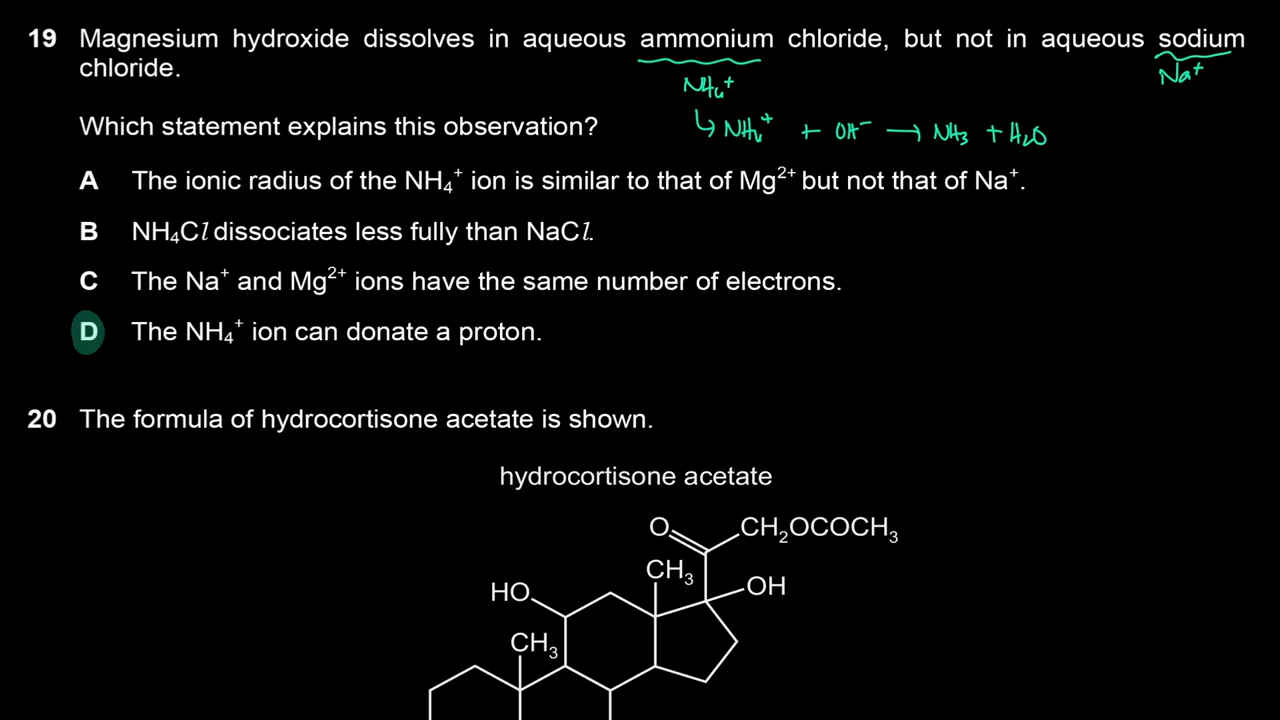 19 Magnesium hydroxide dissolves in aqueous ammonium chloride, but not in aqueous sodium
chloride.
NH₄⁺
Na⁺
Which statement explains this observation?
↳ NH₄⁺ + OH⁻ → NH₃ + H₂O
A The ionic radius of the NH₄⁺ ion is similar to that of Mg²⁺ but not that of Na⁺.
B NH₄Cl dissociates less fully than NaCl.
C The Na⁺ and Mg²⁺ ions have the same number of electrons.
D The NH₄⁺ ion can donate a proton.
20 The formula of hydrocortisone acetate is shown.
hydrocortisone acetate
O
CH₂OCOCH₃
CH₃
HO
OH
CH₃